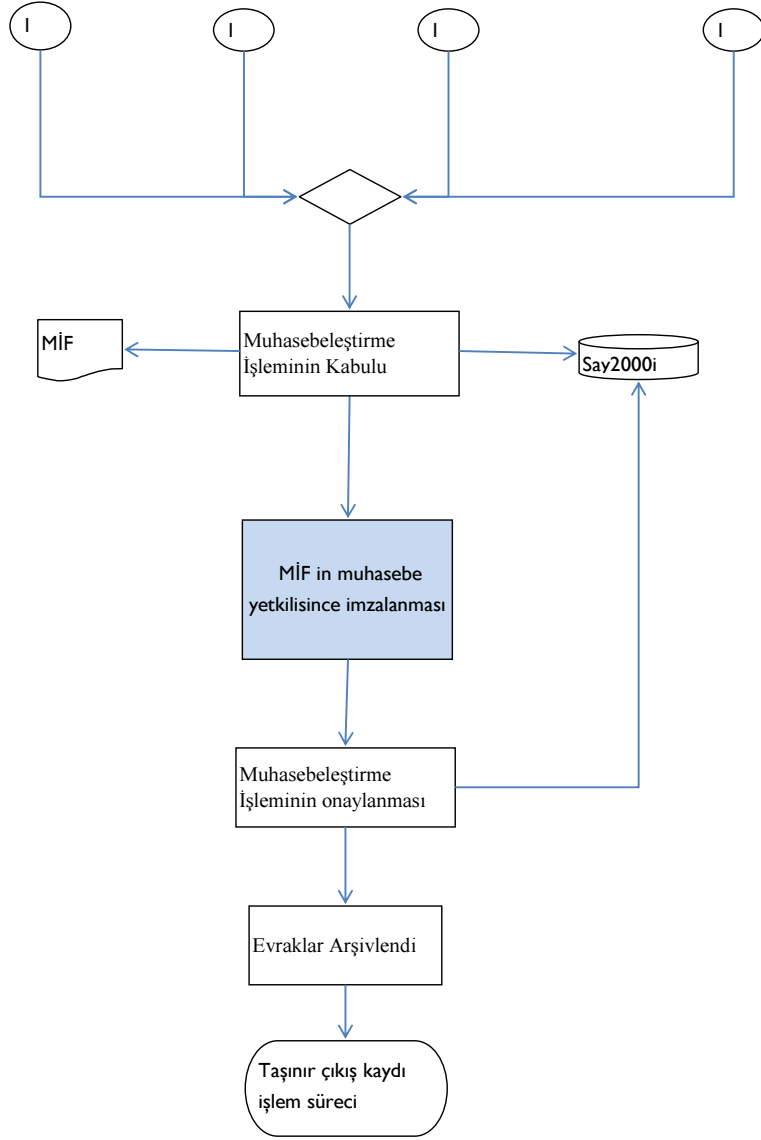 I
I
I
I
MİF
Muhasebeleştirme
İşleminin Kabulu
Say2000i
MİF in muhasebe
yetkilisince imzalanması
Muhasebeleştirme
İşleminin onaylanması
Evraklar Arşivlendi
Taşınır çıkış kaydı
işlem süreci